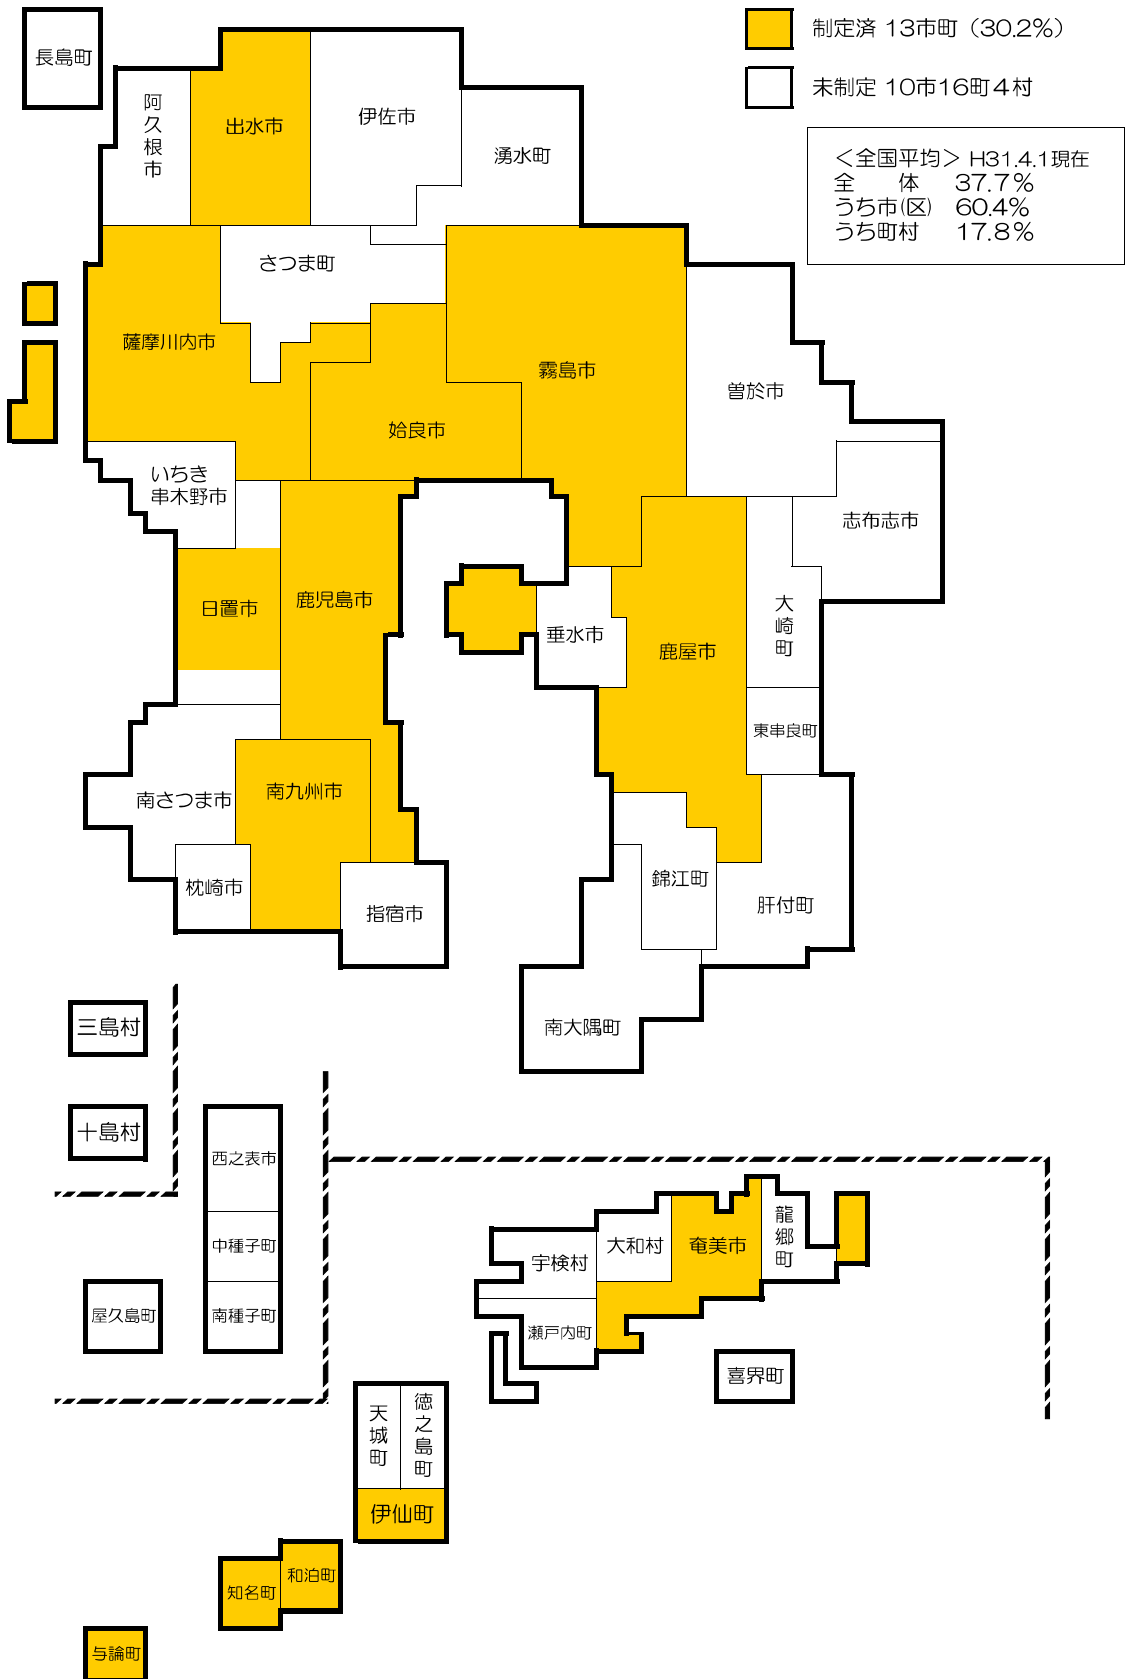 制定済 13市町（30.2%）
未制定 10市16町4村
＜全国平均＞ H31.4.1現在
全　　体　37.7%
うち市(区)　60.4%
うち町村　17.8%
長島町
阿久根市
出水市
伊佐市
湧水町
さつま町
薩摩川内市
霧島市
曽於市
姶良市
いちき
串木野市
志布志市
日置市
鹿児島市
垂水市
鹿屋市
大崎町
東串良町
南さつま市
南九州市
枕崎市
指宿市
錦江町
肝付町
南大隅町
三島村
十島村
西之表市
中種子町
南種子町
屋久島町
宇検村
大和村
奄美市
龍郷町
瀬戸内町
喜界町
天城町
徳之島町
伊仙町
和泊町
知名町
与論町